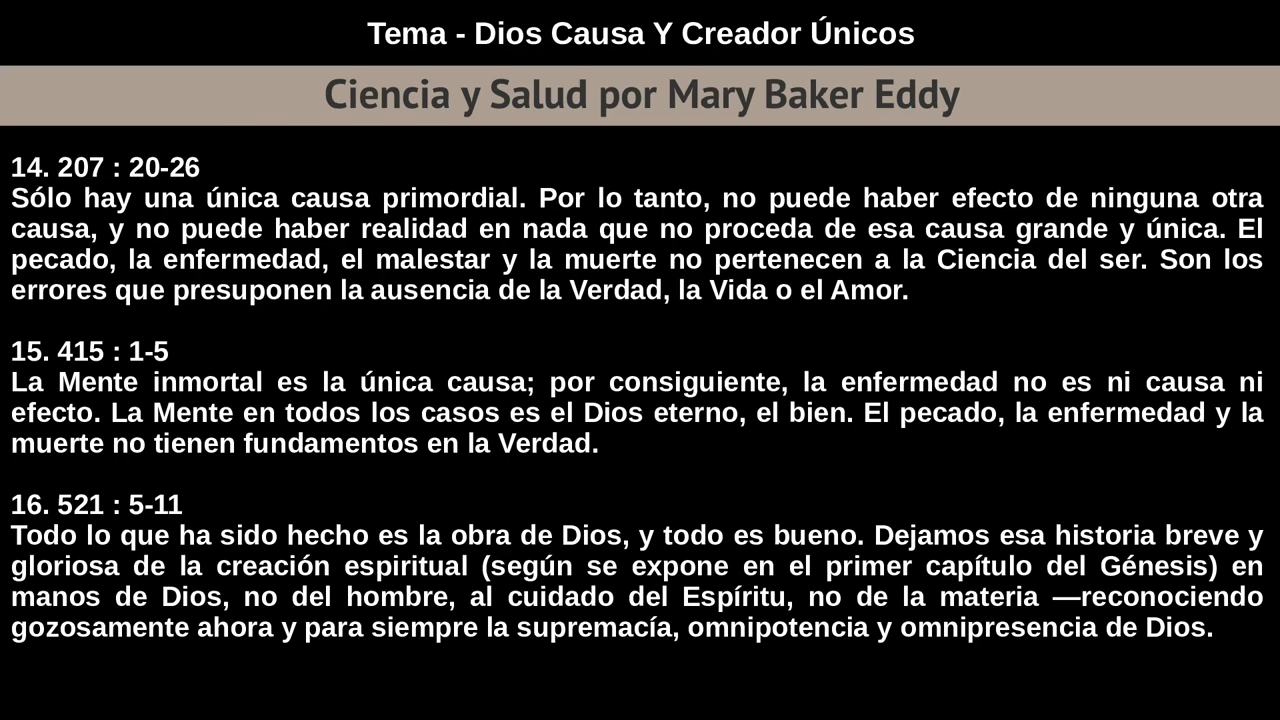 Tema - Dios Causa Y Creador Únicos
Ciencia y Salud por Mary Baker Eddy
14. 207 : 20-26
Sólo hay una única causa primordial. Por lo tanto, no puede haber efecto de ninguna otra
causa, y no puede haber realidad en nada que no proceda de esa causa grande y única. El
pecado, la enfermedad, el malestar y la muerte no pertenecen a la Ciencia del ser. Son los
errores que presuponen la ausencia de la Verdad, la Vida o el Amor.
15. 415 : 1-5
La Mente inmortal es la única causa; por consiguiente, la enfermedad no es ni causa ni
efecto. La Mente en todos los casos es el Dios eterno, el bien. El pecado, la enfermedad y la
muerte no tienen fundamentos en la Verdad.
16. 521 : 5-11
Todo lo que ha sido hecho es la obra de Dios, y todo es bueno. Dejamos esa historia breve y
gloriosa de la creación espiritual (según se expone en el primer capítulo del Génesis) en
manos de Dios, no del hombre, al cuidado del Espíritu, no de la materia —reconociendo
gozosamente ahora y para siempre la supremacía, omnipotencia y omnipresencia de Dios.